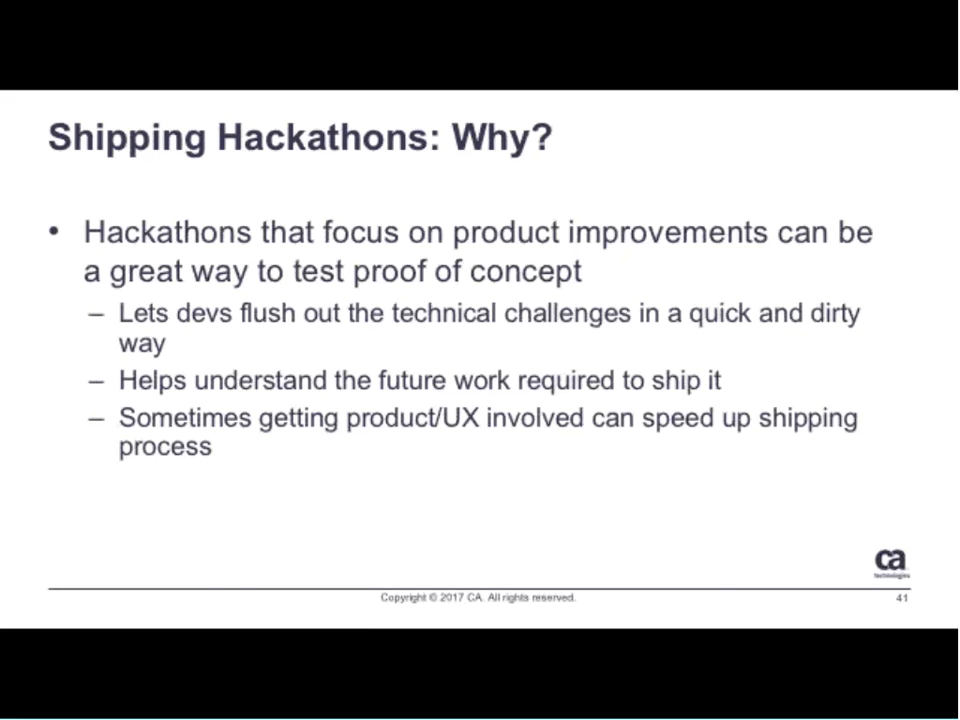 Shipping Hackathons: Why?
• Hackathons that focus on product improvements can be
a great way to test proof of concept
– Lets devs flush out the technical challenges in a quick and dirty
way
– Helps understand the future work required to ship it
– Sometimes getting product/UX involved can speed up shipping
process
ca
technologies
Copyright © 2017 CA. All rights reserved.
41